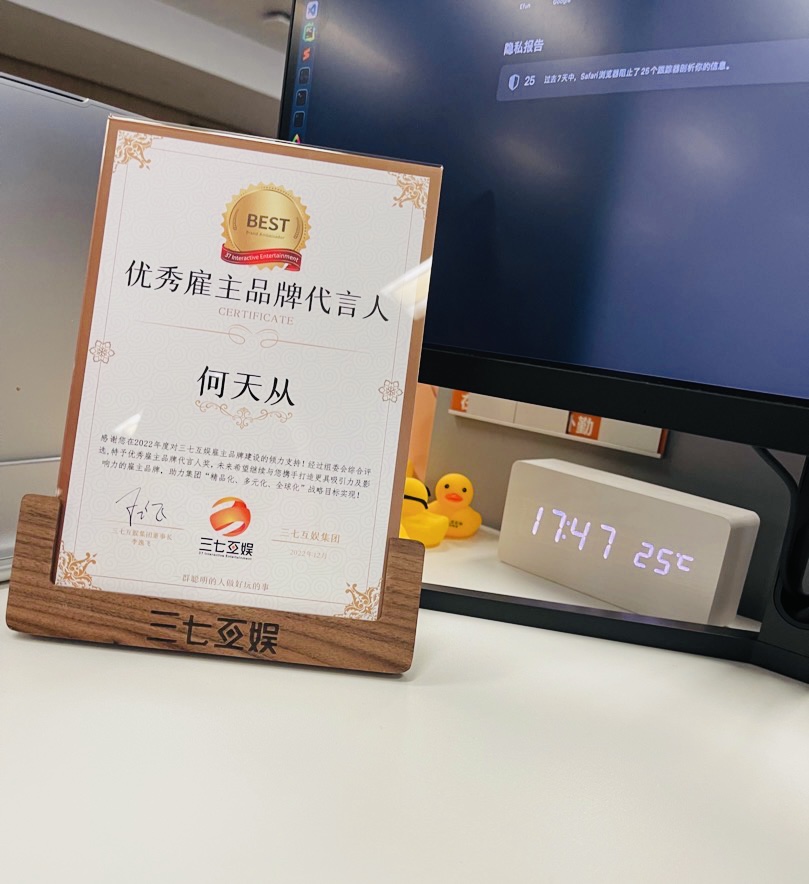 隐私报告
25 过去7天中，Safari浏览器阻止了25个跟踪器剖析你的信息。
BEST
37 Interactive Entertainment
优秀雇主品牌代言人
CERTIFICATE
何天从
感谢您在2022年度对三七互娱雇主品牌建设的倾力支持！经过组委会综合评
选，特予优秀雇主品牌代言人奖，未来希望继续与您携手打造更具吸引力及影
响力的雇主品牌，助力集团“精品化、多元化、全球化”战略目标实现！
三七互娱集团董事长
李逸飞
三七互娱
37 Interactive Entertainment
三七互娱集团
2022年12月
群聪明的人做好玩的事
三七互娱
勤
17:47 25℃